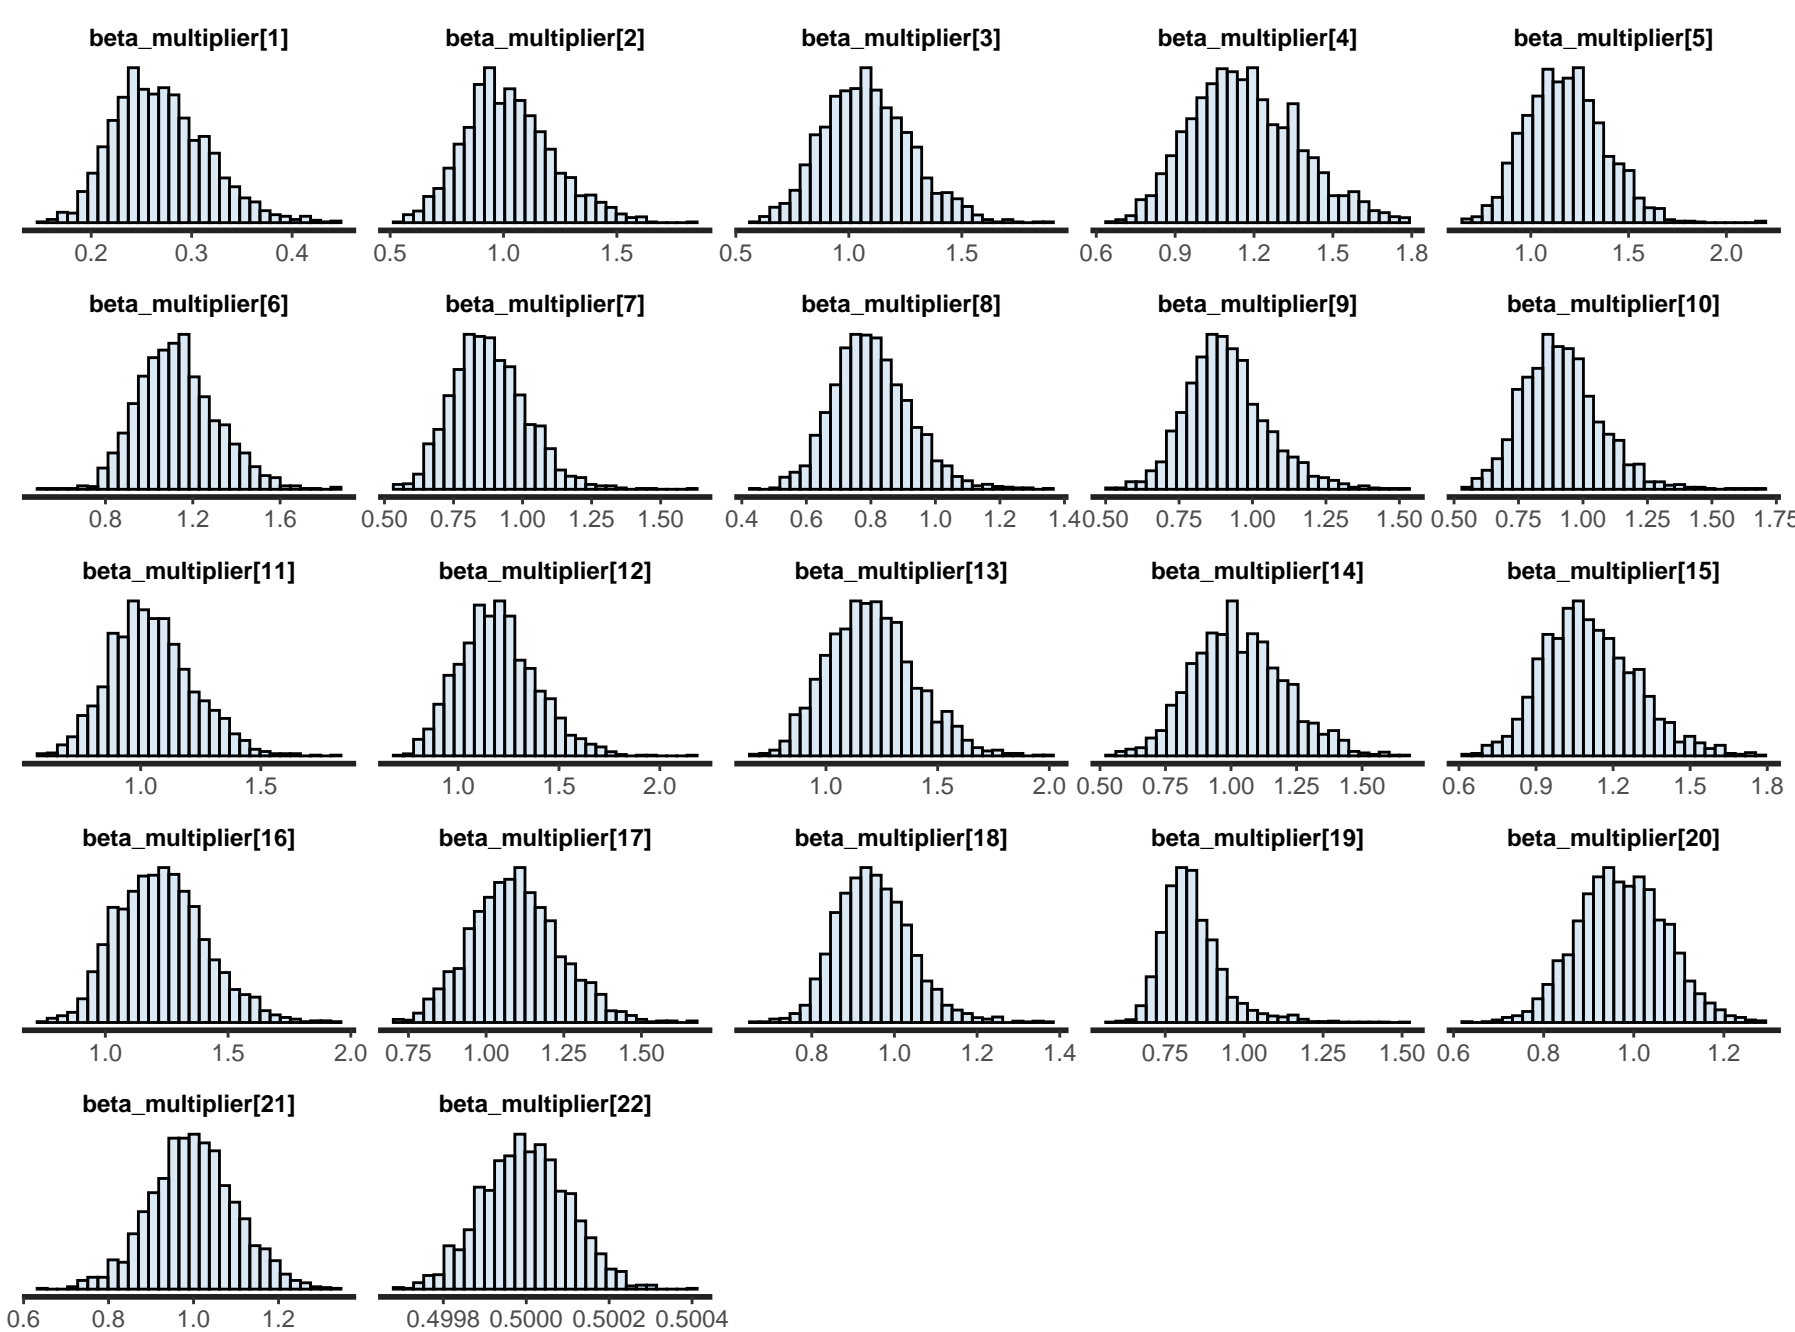 beta_multiplier[1] beta_multiplier[2] beta_multiplier[3] beta_multiplier[4] beta_multiplier[5]
0.2 0.3 0.4 0.5 1.0 1.5 0.5 1.0 1.5 0.6 0.9 1.2 1.5 1.8 1.0 1.5 2.0
beta_multiplier[6] beta_multiplier[7] beta_multiplier[8] beta_multiplier[9] beta_multiplier[10]
0.8 1.2 1.6 0.50 0.75 1.00 1.25 1.50 0.4 0.6 0.8 1.0 1.2 1.4 0.50 0.75 1.00 1.25 1.50 0.50 0.75 1.00 1.25 1.50 1.75
beta_multiplier[11] beta_multiplier[12] beta_multiplier[13] beta_multiplier[14] beta_multiplier[15]
1.0 1.5 1.0 1.5 2.0 1.0 1.5 2.0 0.50 0.75 1.00 1.25 1.50 0.6 0.9 1.2 1.5 1.8
beta_multiplier[16] beta_multiplier[17] beta_multiplier[18] beta_multiplier[19] beta_multiplier[20]
1.0 1.5 2.0 0.75 1.00 1.25 1.50 0.8 1.0 1.2 1.4 0.75 1.00 1.25 1.50 0.6 0.8 1.0 1.2
beta_multiplier[21] beta_multiplier[22]
0.6 0.8 1.0 1.2 0.4998 0.5000 0.5002 0.5004